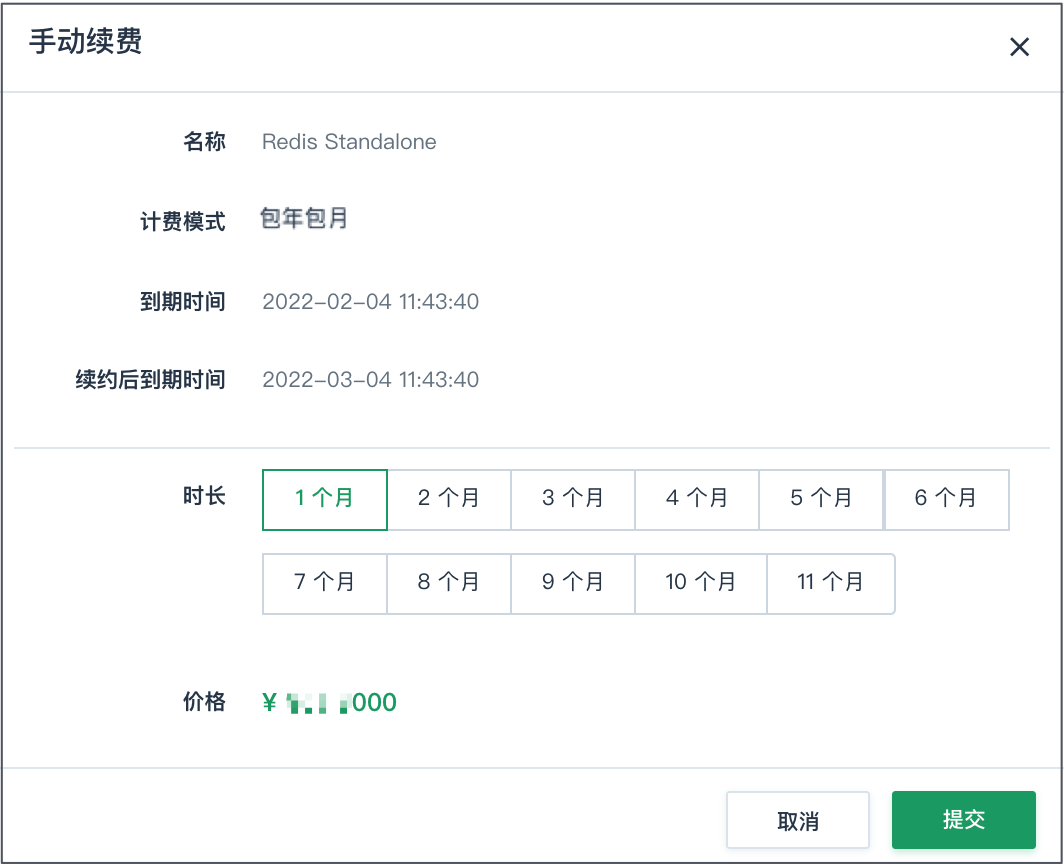 手动续费
名称 Redis Standalone
计费模式 包年包月
到期时间 2022-02-04 11:43:40
续约后到期时间 2022-03-04 11:43:40
时长 1 个月 2 个月 3 个月 4 个月 5 个月 6 个月
7 个月 8 个月 9 个月 10 个月 11 个月
价格 ¥ 000
取消 提交